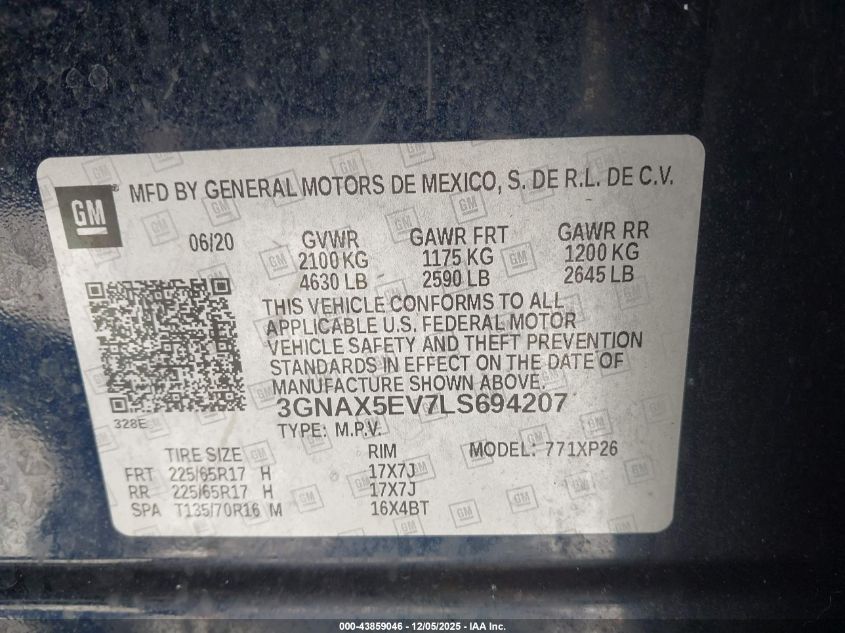 MFD BY GENERAL MOTORS DE MEXICO, S. DE R.L. DE C.V.
GM
06/20 GVWR GAWR FRT GAWR RR
2100 KG 1175 KG 1200 KG
4630 LB 2590 LB 2645 LB
THIS VEHICLE CONFORMS TO ALL
APPLICABLE U.S. FEDERAL MOTOR
VEHICLE SAFETY AND THEFT PREVENTION
STANDARDS IN EFFECT ON THE DATE OF
MANUFACTURE SHOWN ABOVE.
3GNAX5EV7LS694207
328E
TYPE: M.P.V.
TIRE SIZE RIM MODEL: 771XP26
FRT 225/65R17 H 17X7J
RR 225/65R17 H 17X7J
SPA T135/70R16 M 16X4BT
000-43859046 - 12/05/2025 - IAA Inc.